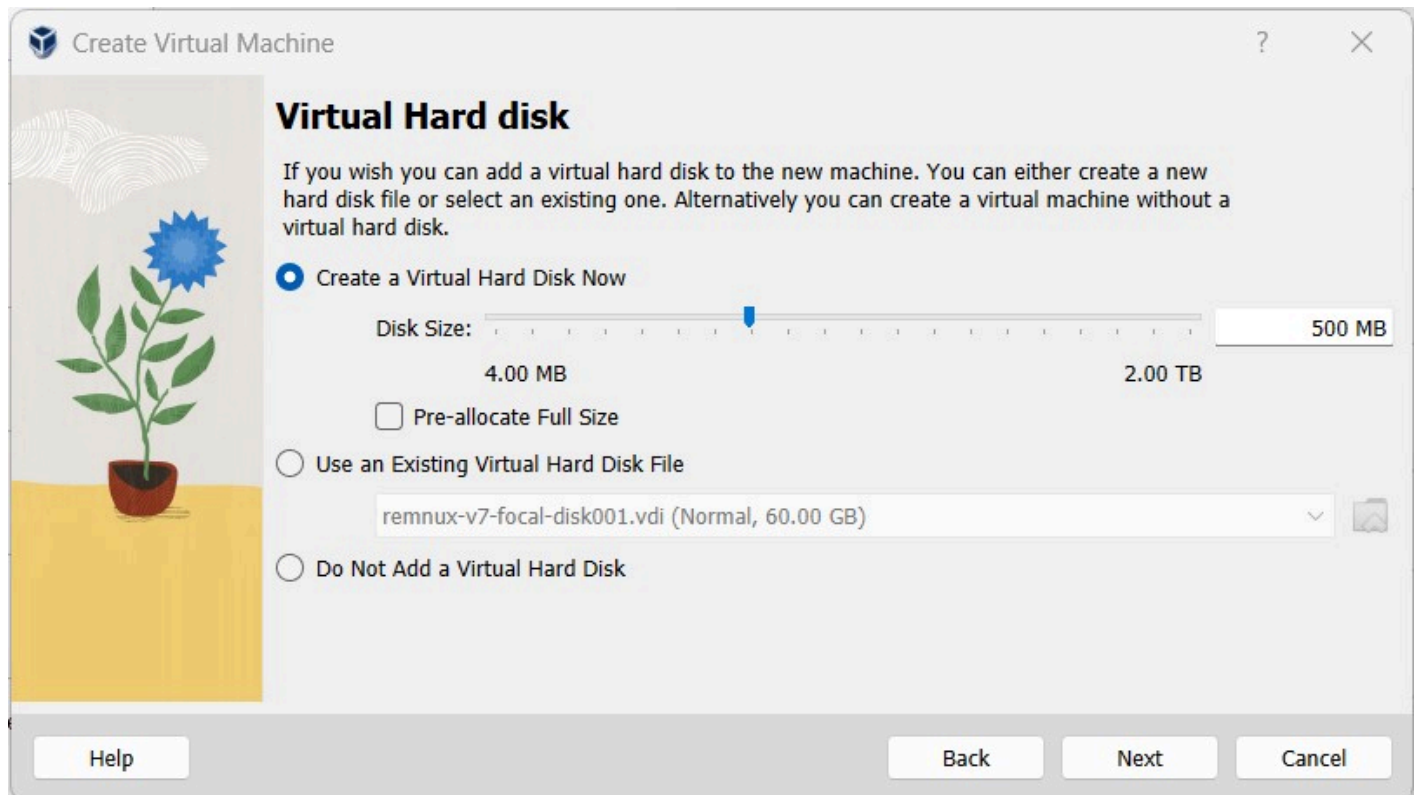 Create Virtual Machine
?
Virtual Hard disk
If you wish you can add a virtual hard disk to the new machine. You can either create a new
hard disk file or select an existing one. Alternatively you can create a virtual machine without a
virtual hard disk.
Create a Virtual Hard Disk Now
Disk Size:
500 MB
4.00 MB
2.00 TB
Pre-allocate Full Size
Use an Existing Virtual Hard Disk File
remnux-v7-focal-disk001.vdi (Normal, 60.00 GB)
Do Not Add a Virtual Hard Disk
Help
Back
Next
Cancel